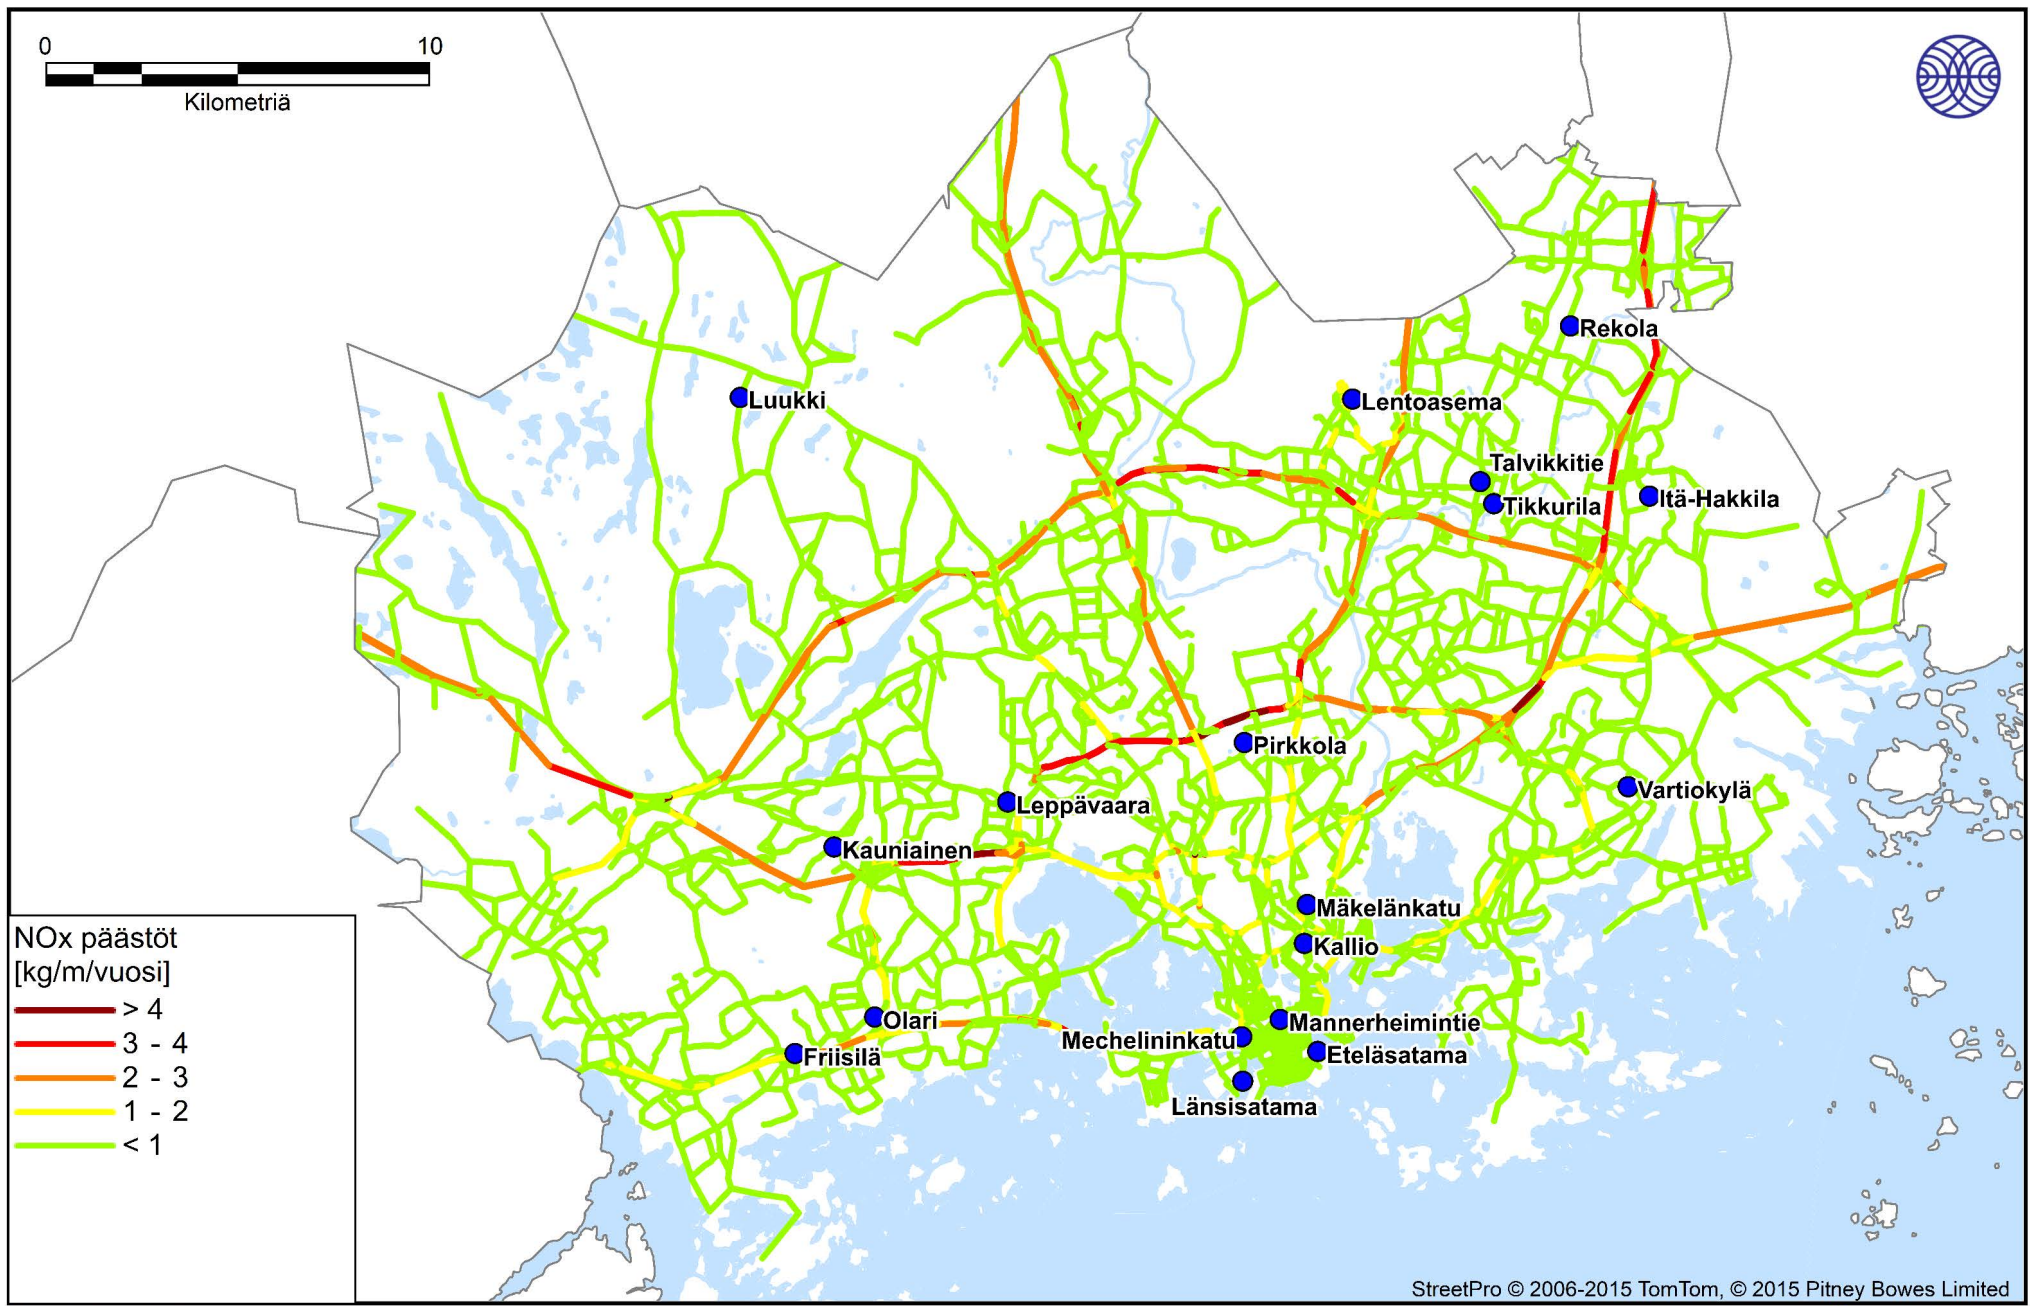 0 10
Kilometriä
Rekola
Luukki
Lentoasema
Talvikkitie
Tikkurila
Itä-Hakkila
Pirkkola
Vartiokylä
Leppävaara
Kauniainen
Mäkelänkatu
Kallio
Olari
Mannerheimintie
Mechelininkatu
Friisilä
Eteläsatama
Länsisatama
NOx päästöt
[kg/m/vuosi]
> 4
3 - 4
2 - 3
1 - 2
< 1
StreetPro © 2006-2015 TomTom, © 2015 Pitney Bowes Limited